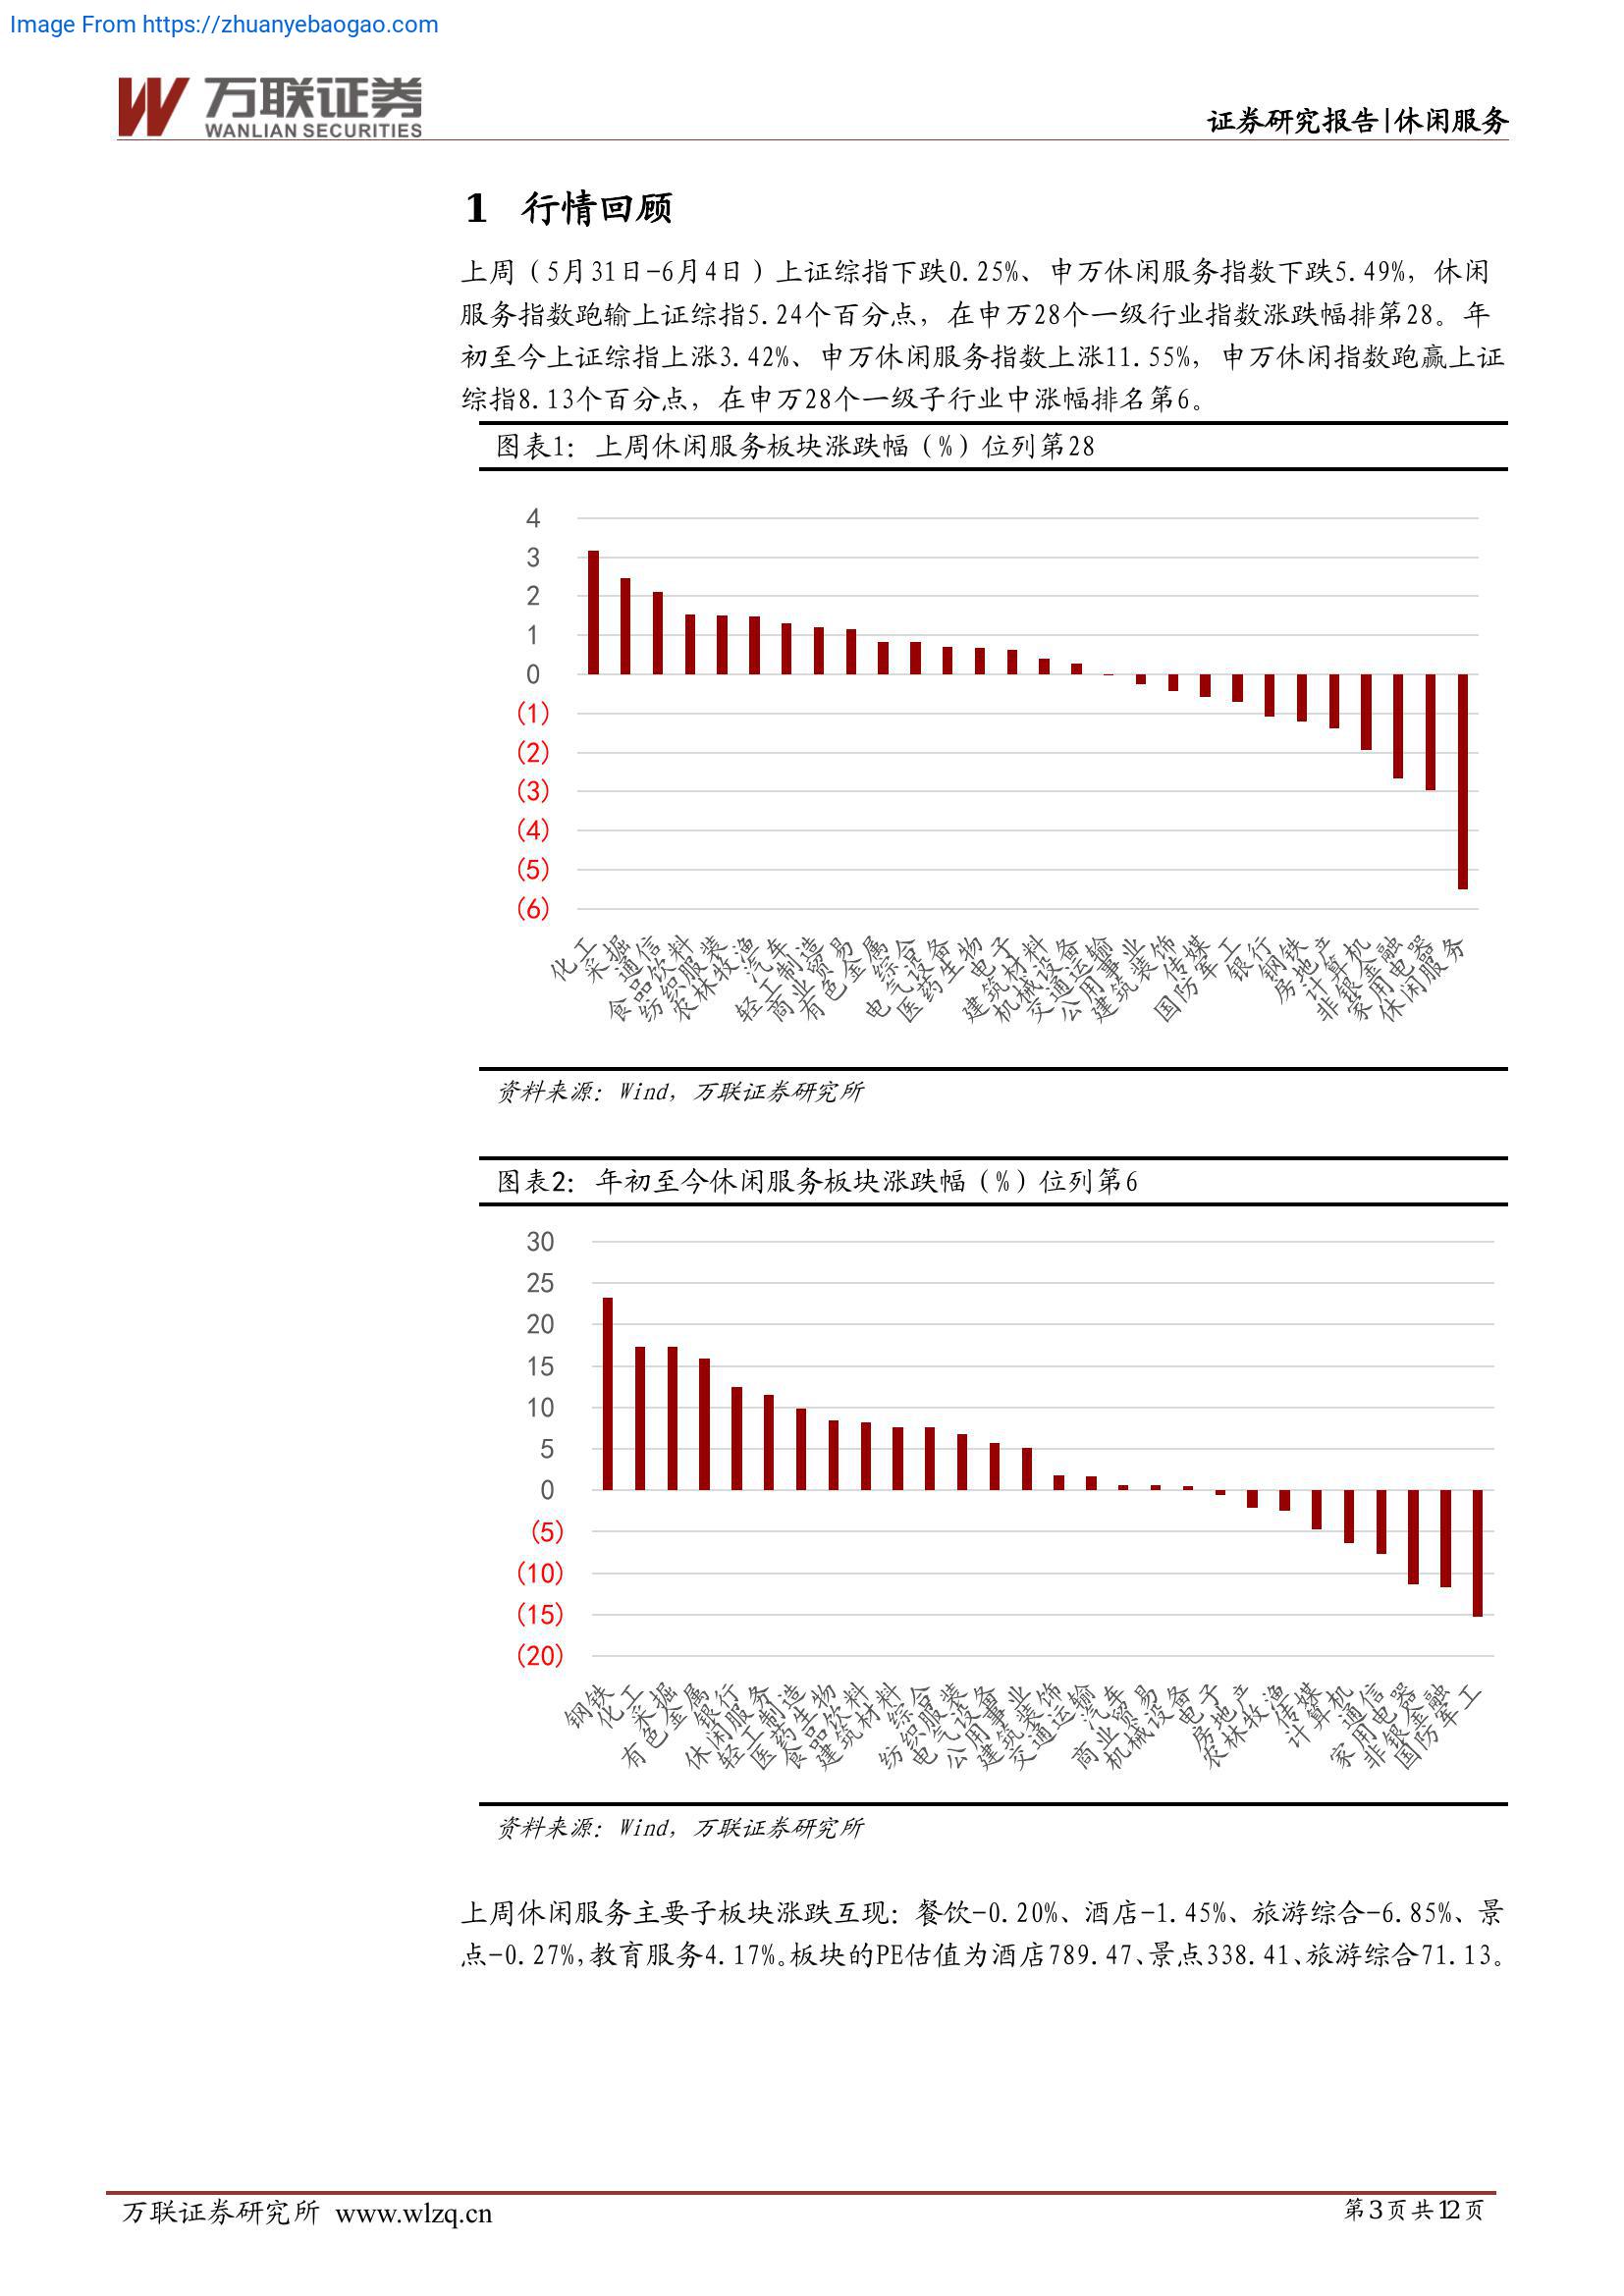 Image From https://zhuanyebaogao.com
万联证券
WANLIAN SECURITIES
证券研究报告|休闲服务
1 行情回顾
上周（5月31日-6月4日）上证综指下跌0.25%、申万休闲服务指数下跌5.49%，休闲
服务指数跑输上证综指5.24个百分点，在申万28个一级行业指数涨跌幅排第28。年
初至今上证综指上涨3.42%、申万休闲服务指数上涨11.55%，申万休闲指数跑赢上证
综指8.13个百分点，在申万28个一级子行业中涨幅排名第6。
图表1：上周休闲服务板块涨跌幅（%）位列第28
4
3
2
1
0
(1)
(2)
(3)
(4)
(5)
(6)
化工
采掘
通信
食品饮料
纺织服装
农林牧渔
汽车
轻工制造
商业贸易
有色金属
综合
电气设备
医药生物
电子
建筑材料
机械设备
交通运输
公用事业
建筑装饰
传媒
国防军工
银行
钢铁
房地产
计算机
非银金融
家用电器
休闲服务
资料来源：Wind，万联证券研究所
图表2：年初至今休闲服务板块涨跌幅（%）位列第6
30
25
20
15
10
5
0
(5)
(10)
(15)
(20)
钢铁
化工
采掘
有色金属
银行
休闲服务
轻工制造
医药生物
食品饮料
建筑材料
综合
纺织服装
电气设备
公用事业
建筑装饰
交通运输
汽车
商业贸易
机械设备
电子
房地产
农林牧渔
传媒
计算机
通信
家用电器
非银金融
国防军工
资料来源：Wind，万联证券研究所
上周休闲服务主要子板块涨跌互现：餐饮-0.20%、酒店-1.45%、旅游综合-6.85%、景
点-0.27%,教育服务4.17%。板块的PE估值为酒店789.47、景点338.41、旅游综合71.13。
万联证券研究所 www.wlzq.cn
第3页共12页